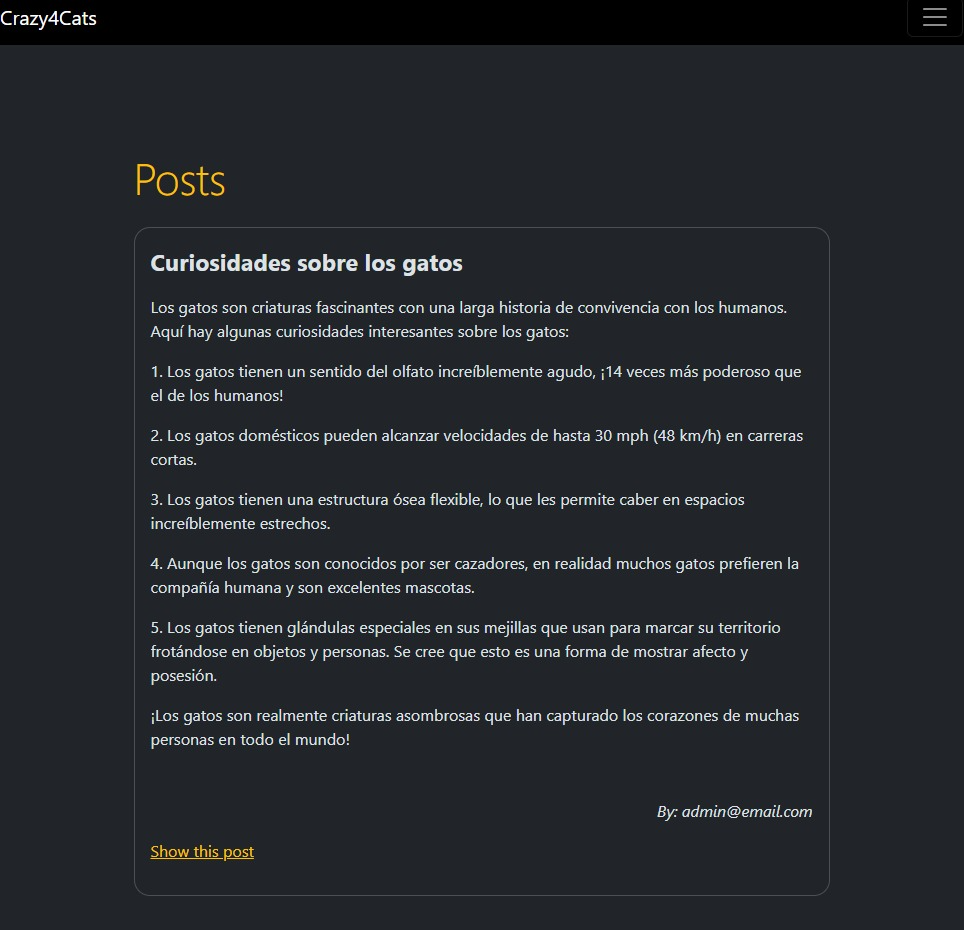 Crazy4Cats
Posts
Curiosidades sobre los gatos
Los gatos son criaturas fascinantes con una larga historia de convivencia con los humanos.
Aquí hay algunas curiosidades interesantes sobre los gatos:
1. Los gatos tienen un sentido del olfato increíblemente agudo, ¡14 veces más poderoso que
el de los humanos!
2. Los gatos domésticos pueden alcanzar velocidades de hasta 30 mph (48 km/h) en carreras
cortas.
3. Los gatos tienen una estructura ósea flexible, lo que les permite caber en espacios
increíblemente estrechos.
4. Aunque los gatos son conocidos por ser cazadores, en realidad muchos gatos prefieren la
compañía humana y son excelentes mascotas.
5. Los gatos tienen glándulas especiales en sus mejillas que usan para marcar su territorio
frotándose en objetos y personas. Se cree que esto es una forma de mostrar afecto y
posesión.
¡Los gatos son realmente criaturas asombrosas que han capturado los corazones de muchas
personas en todo el mundo!
By: admin@email.com
Show this post